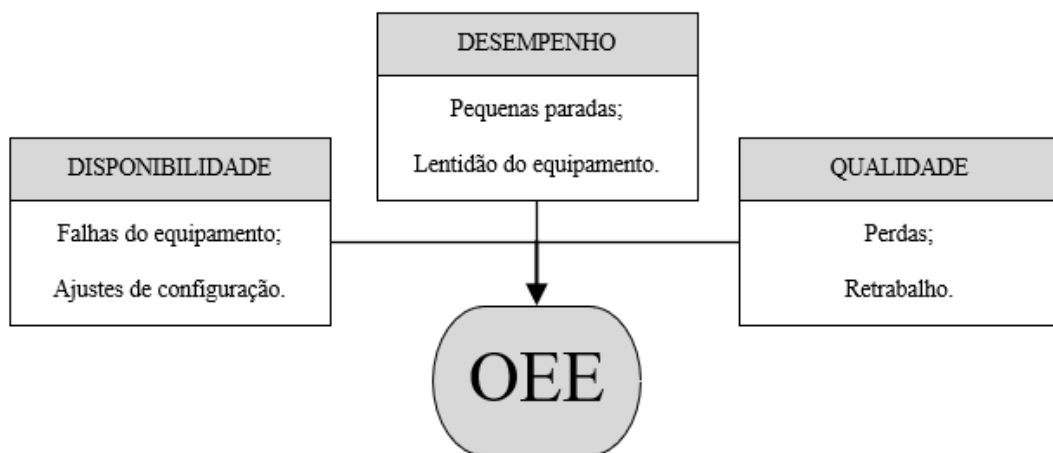 DESEMPENHO
Pequenas paradas;
Lentidão do equipamento.
DISPONIBILIDADE
Falhas do equipamento;
Ajustes de configuração.
QUALIDADE
Perdas;
Retrabalho.
OEE